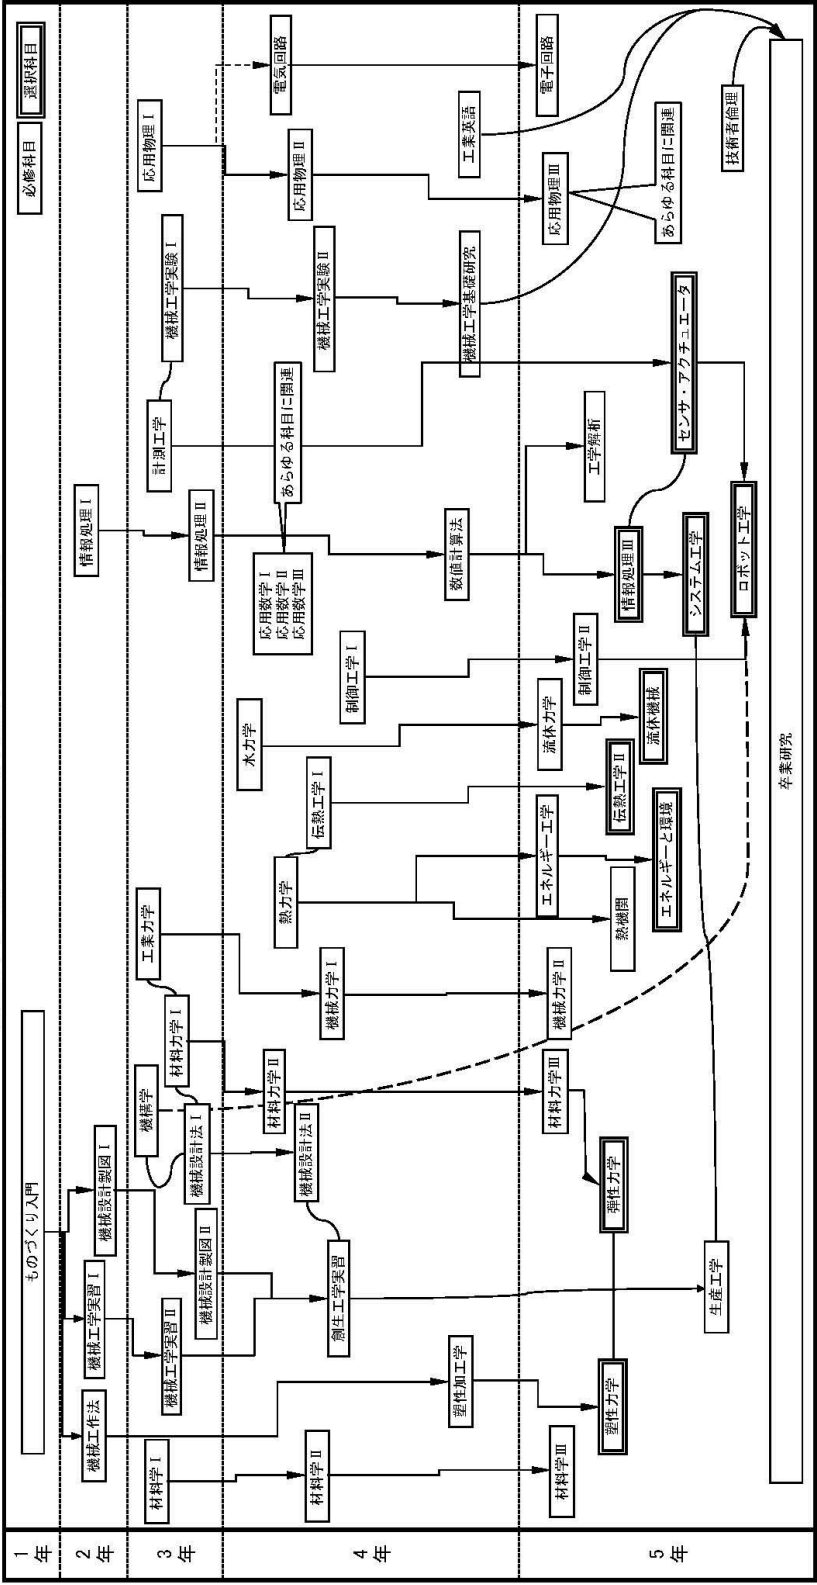 1年
ものづくり入門
必修科目
選択科目
2年
機械工作法
機械工学実習Ⅰ
機械設計製図Ⅰ
情報処理Ⅰ
3年
材料学Ⅰ
機械工学実習Ⅱ
機械設計製図Ⅱ
機構学
機械設計法Ⅰ
材料力学Ⅰ
工業力学
情報処理Ⅱ
計測工学
機械工学実験Ⅰ
応用物理Ⅰ
4年
材料学Ⅱ
塑性加工学
創生工学実習
機械設計法Ⅱ
材料力学Ⅱ
機械力学Ⅰ
熱力学
伝熱工学Ⅰ
水力学
制御工学Ⅰ
応用数学Ⅰ
応用数学Ⅱ
応用数学Ⅲ
あらゆる科目に関連
数値計算法
機械工学実験Ⅱ
機械工学基礎研究
応用物理Ⅱ
工業英語
電気回路
5年
材料学Ⅲ
塑性力学
生産工学
弾性力学
材料力学Ⅲ
機械力学Ⅱ
熱機関
エネルギー工学
エネルギーと環境
伝熱工学Ⅱ
流体力学
流体機械
制御工学Ⅱ
情報処理Ⅲ
システム工学
ロボット工学
工学解析
センサ・アクチュエータ
応用物理Ⅲ
あらゆる科目に関連
電子回路
技術者倫理
卒業研究